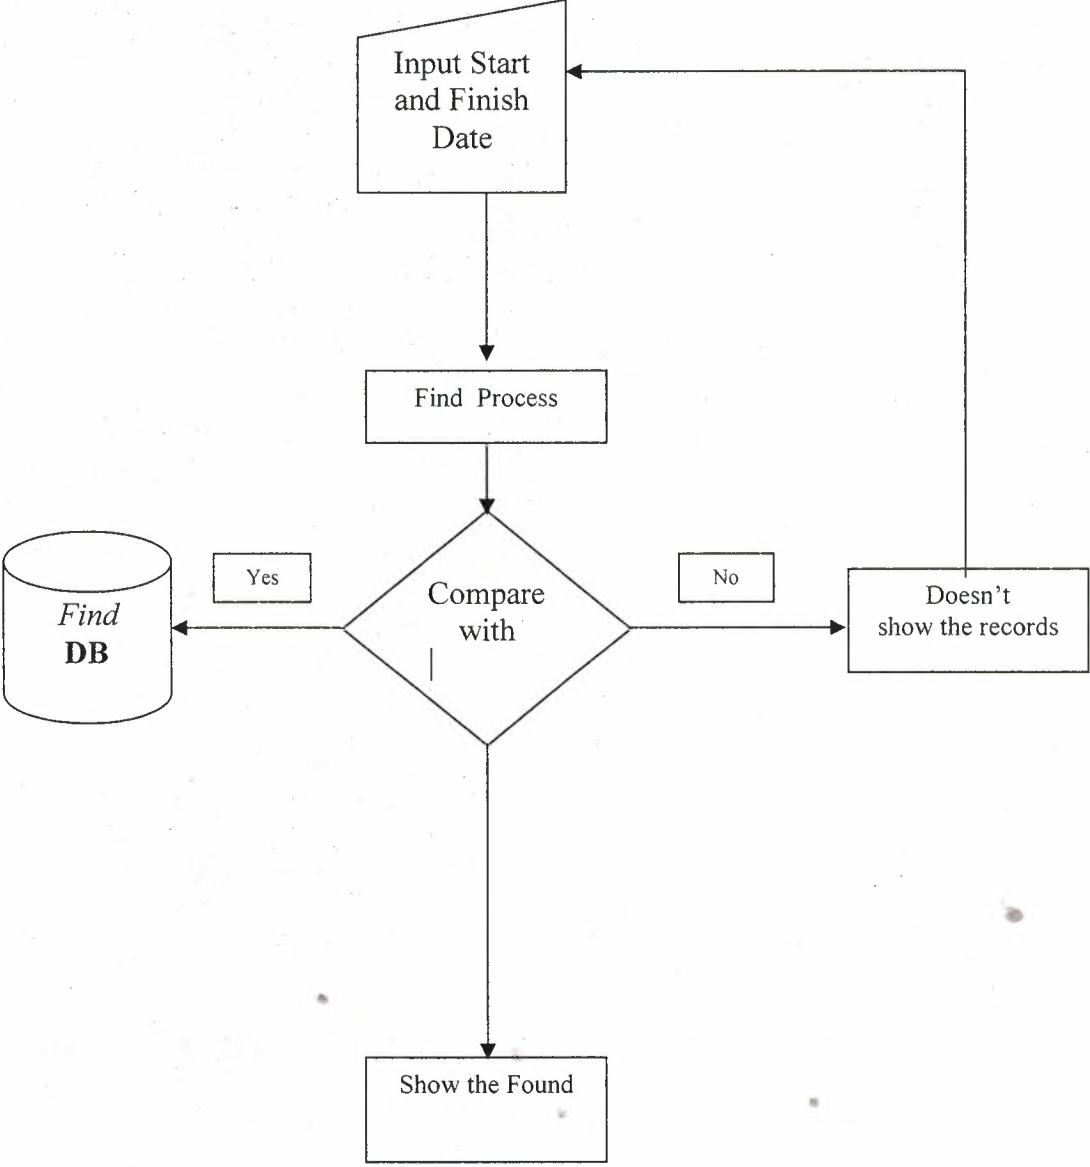 Input Start
and Finish
Date
Find Process
Yes
No
Compare
with
Find
DB
Doesn't
show the records
Show the Found